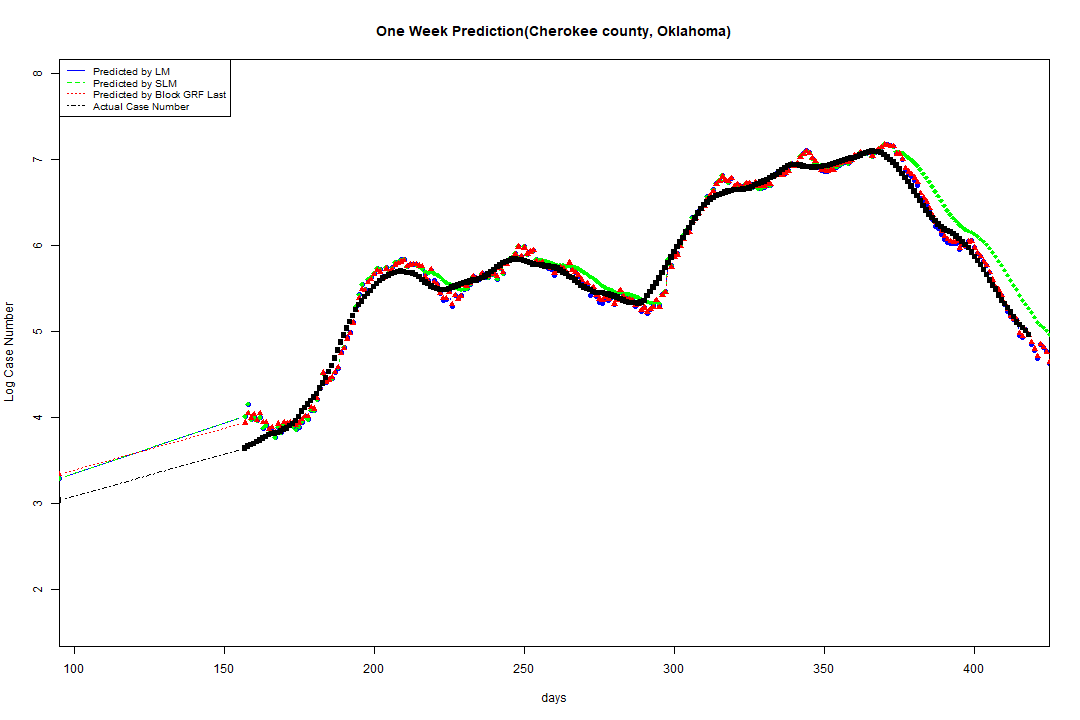 One Week Prediction(Cherokee county, Oklahoma)
Predicted by LM
Predicted by SLM
Predicted by Block GRF Last
Actual Case Number
8
7
6
5
4
3
2
Log Case Number
100 150 200 250 300 350 400
days